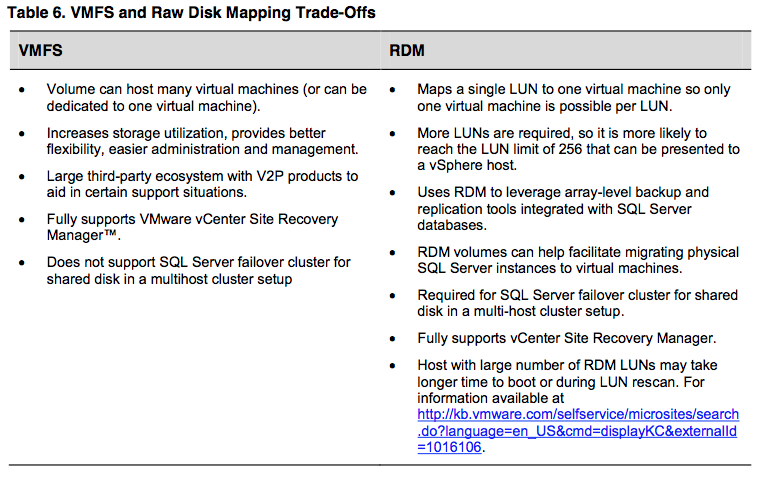 Table 6. VMFS and Raw Disk Mapping Trade-Offs
VMFS
RDM
• Volume can host many virtual machines (or can be
dedicated to one virtual machine).
• Increases storage utilization, provides better
flexibility, easier administration and management.
• Large third-party ecosystem with V2P products to
aid in certain support situations.
• Fully supports VMware vCenter Site Recovery
Manager™.
• Does not support SQL Server failover cluster for
shared disk in a multihost cluster setup
• Maps a single LUN to one virtual machine so only
one virtual machine is possible per LUN.
• More LUNs are required, so it is more likely to
reach the LUN limit of 256 that can be presented to
a vSphere host.
• Uses RDM to leverage array-level backup and
replication tools integrated with SQL Server
databases.
• RDM volumes can help facilitate migrating physical
SQL Server instances to virtual machines.
• Required for SQL Server failover cluster for shared
disk in a multi-host cluster setup.
• Fully supports vCenter Site Recovery Manager.
• Host with large number of RDM LUNs may take
longer time to boot or during LUN rescan. For
information available at
http://kb.vmware.com/selfservice/microsites/search
.do?language=en_US&cmd=displayKC&externalId
=1016106.